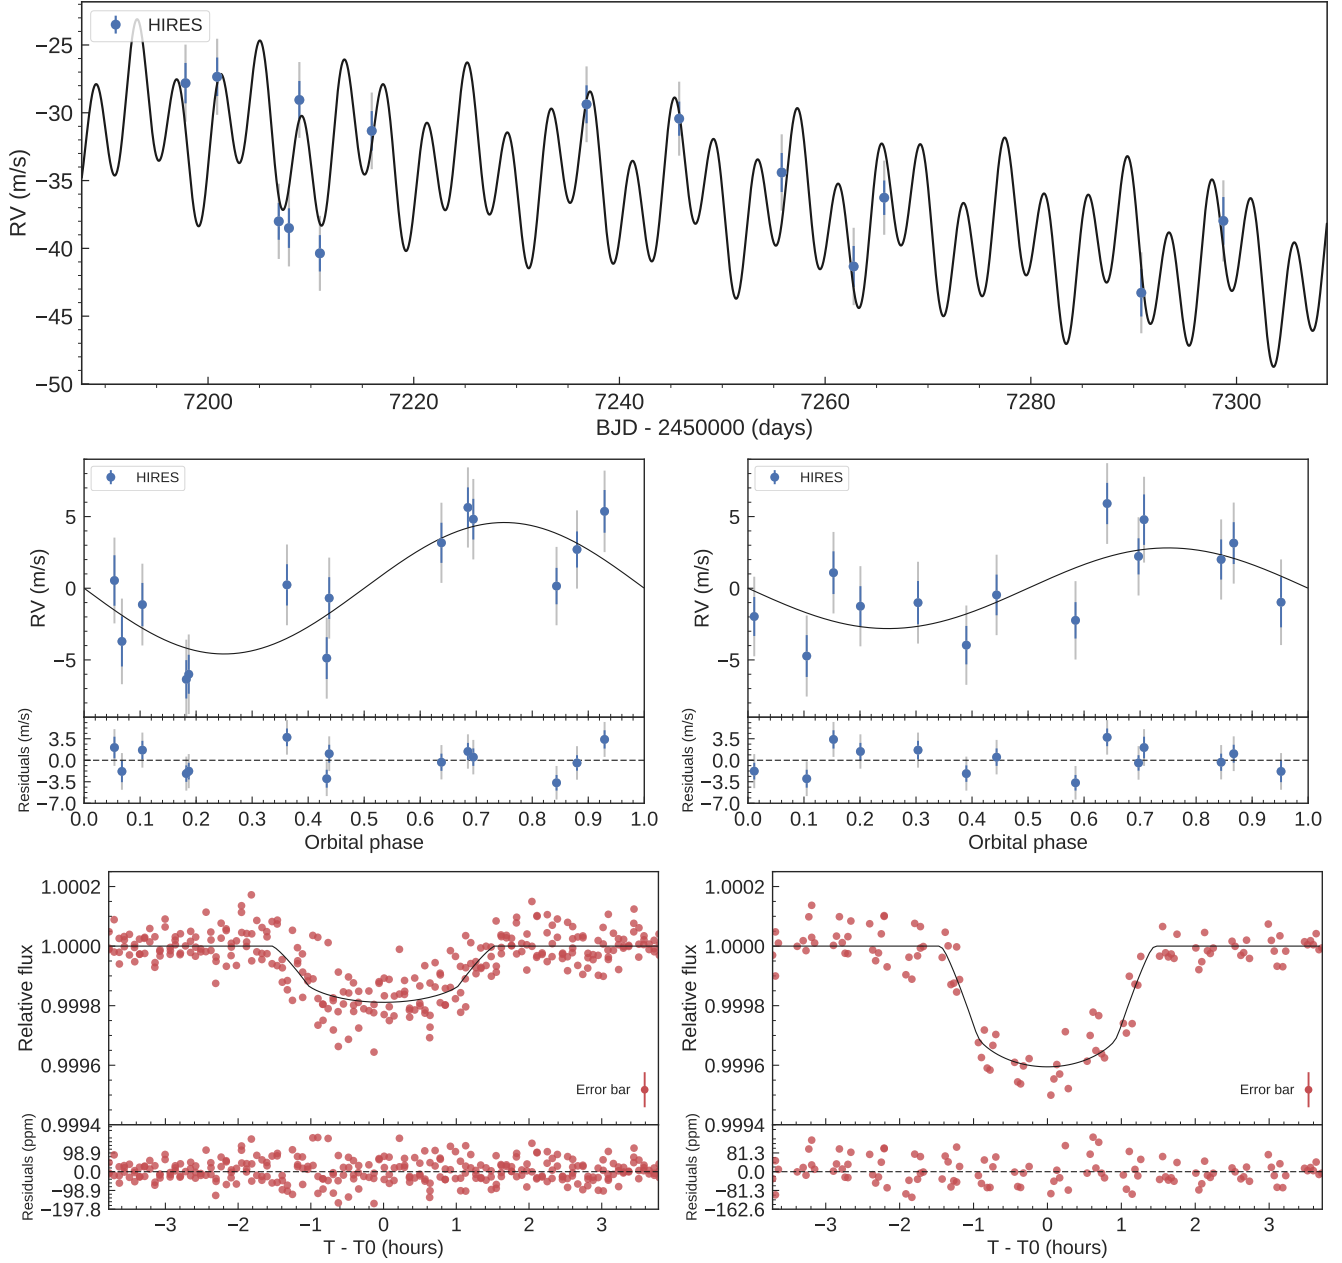 HIRES
RV (m/s)
−25
−30
−35
−40
−45
−50
7200 7220 7240 7260 7280 7300
BJD - 2450000 (days)
HIRES
RV (m/s)
5
0
−5
Residuals (m/s)
3.5
0.0
−3.5
−7.0
0.0 0.1 0.2 0.3 0.4 0.5 0.6 0.7 0.8 0.9 1.0
Orbital phase
HIRES
RV (m/s)
5
0
−5
Residuals (m/s)
3.5
0.0
−3.5
−7.0
0.0 0.1 0.2 0.3 0.4 0.5 0.6 0.7 0.8 0.9 1.0
Orbital phase
Relative flux
1.0002
1.0000
0.9998
0.9996
0.9994
Error bar
Residuals (ppm)
98.9
0.0
−98.9
−197.8
−3 −2 −1 0 1 2 3
T - T0 (hours)
Relative flux
1.0002
1.0000
0.9998
0.9996
0.9994
Error bar
Residuals (ppm)
81.3
0.0
−81.3
−162.6
−3 −2 −1 0 1 2 3
T - T0 (hours)